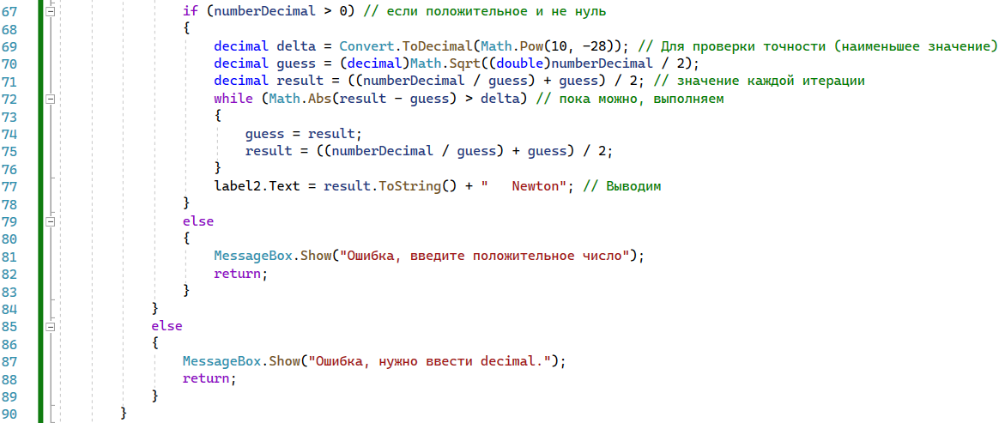 67 if (numberDecimal > 0) // если положительное и не нуль
68 {
69 decimal delta = Convert.ToDecimal(Math.Pow(10, -28)); // Для проверки точности (наименьшее значение)
70 decimal guess = (decimal)Math.Sqrt((double)numberDecimal / 2);
71 decimal result = ((numberDecimal / guess) + guess) / 2; // значение каждой итерации
72 while (Math.Abs(result - guess) > delta) // пока можно, выполняем
73 {
74 guess = result;
75 result = ((numberDecimal / guess) + guess) / 2;
76 }
77 label2.Text = result.ToString() + "   Newton"; // Выводим
78 }
79 else
80 {
81 MessageBox.Show("Ошибка, введите положительное число");
82 return;
83 }
84 }
85 else
86 {
87 MessageBox.Show("Ошибка, нужно ввести decimal.");
88 return;
89 }
90 }